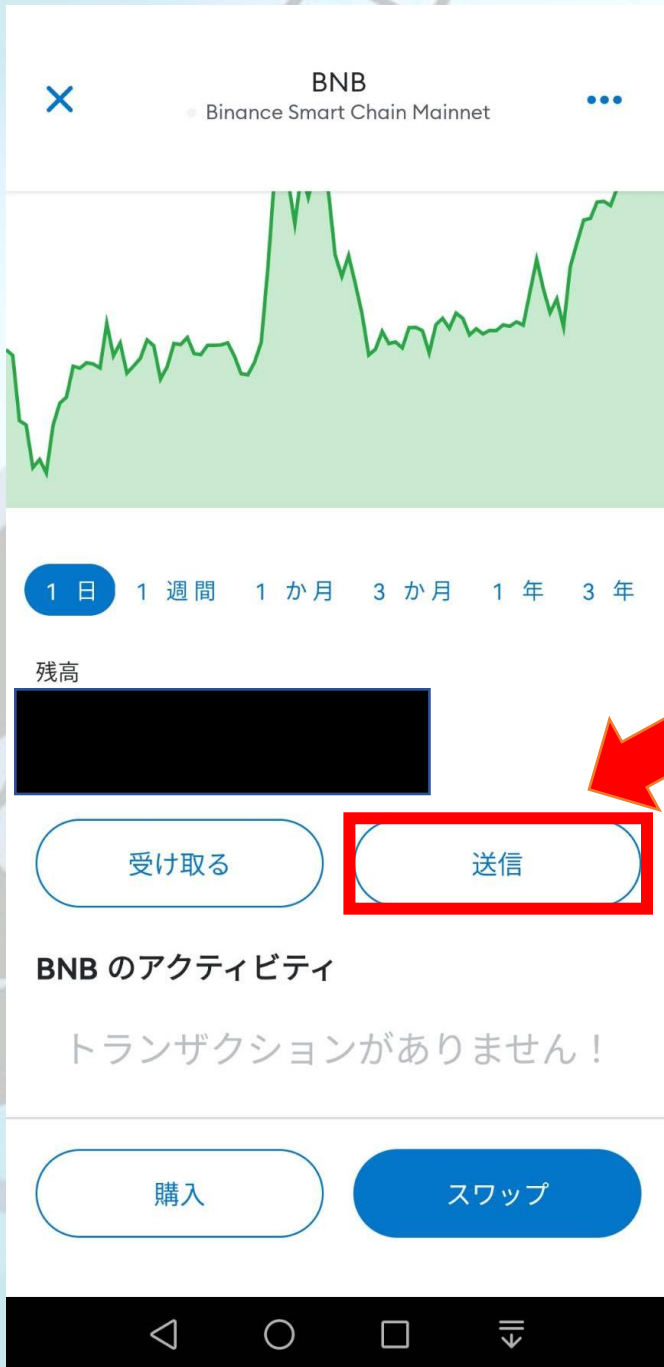 BNB
Binance Smart Chain Mainnet
1 日 1 週間 1 か月 3 か月 1 年 3 年
残高
受け取る 送信
BNB のアクティビティ
トランザクションがありません！
購入 スワップ